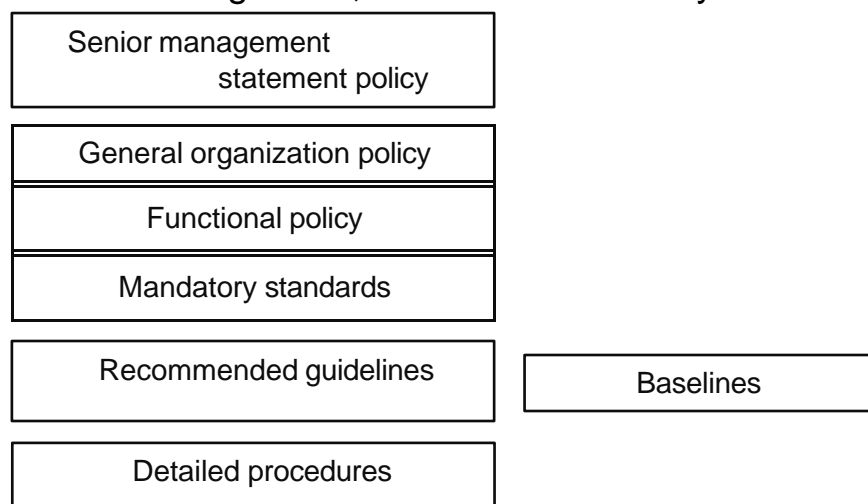 Senior management
statement policy
General organization policy
Functional policy
Mandatory standards
Recommended guidelines
Baselines
Detailed procedures